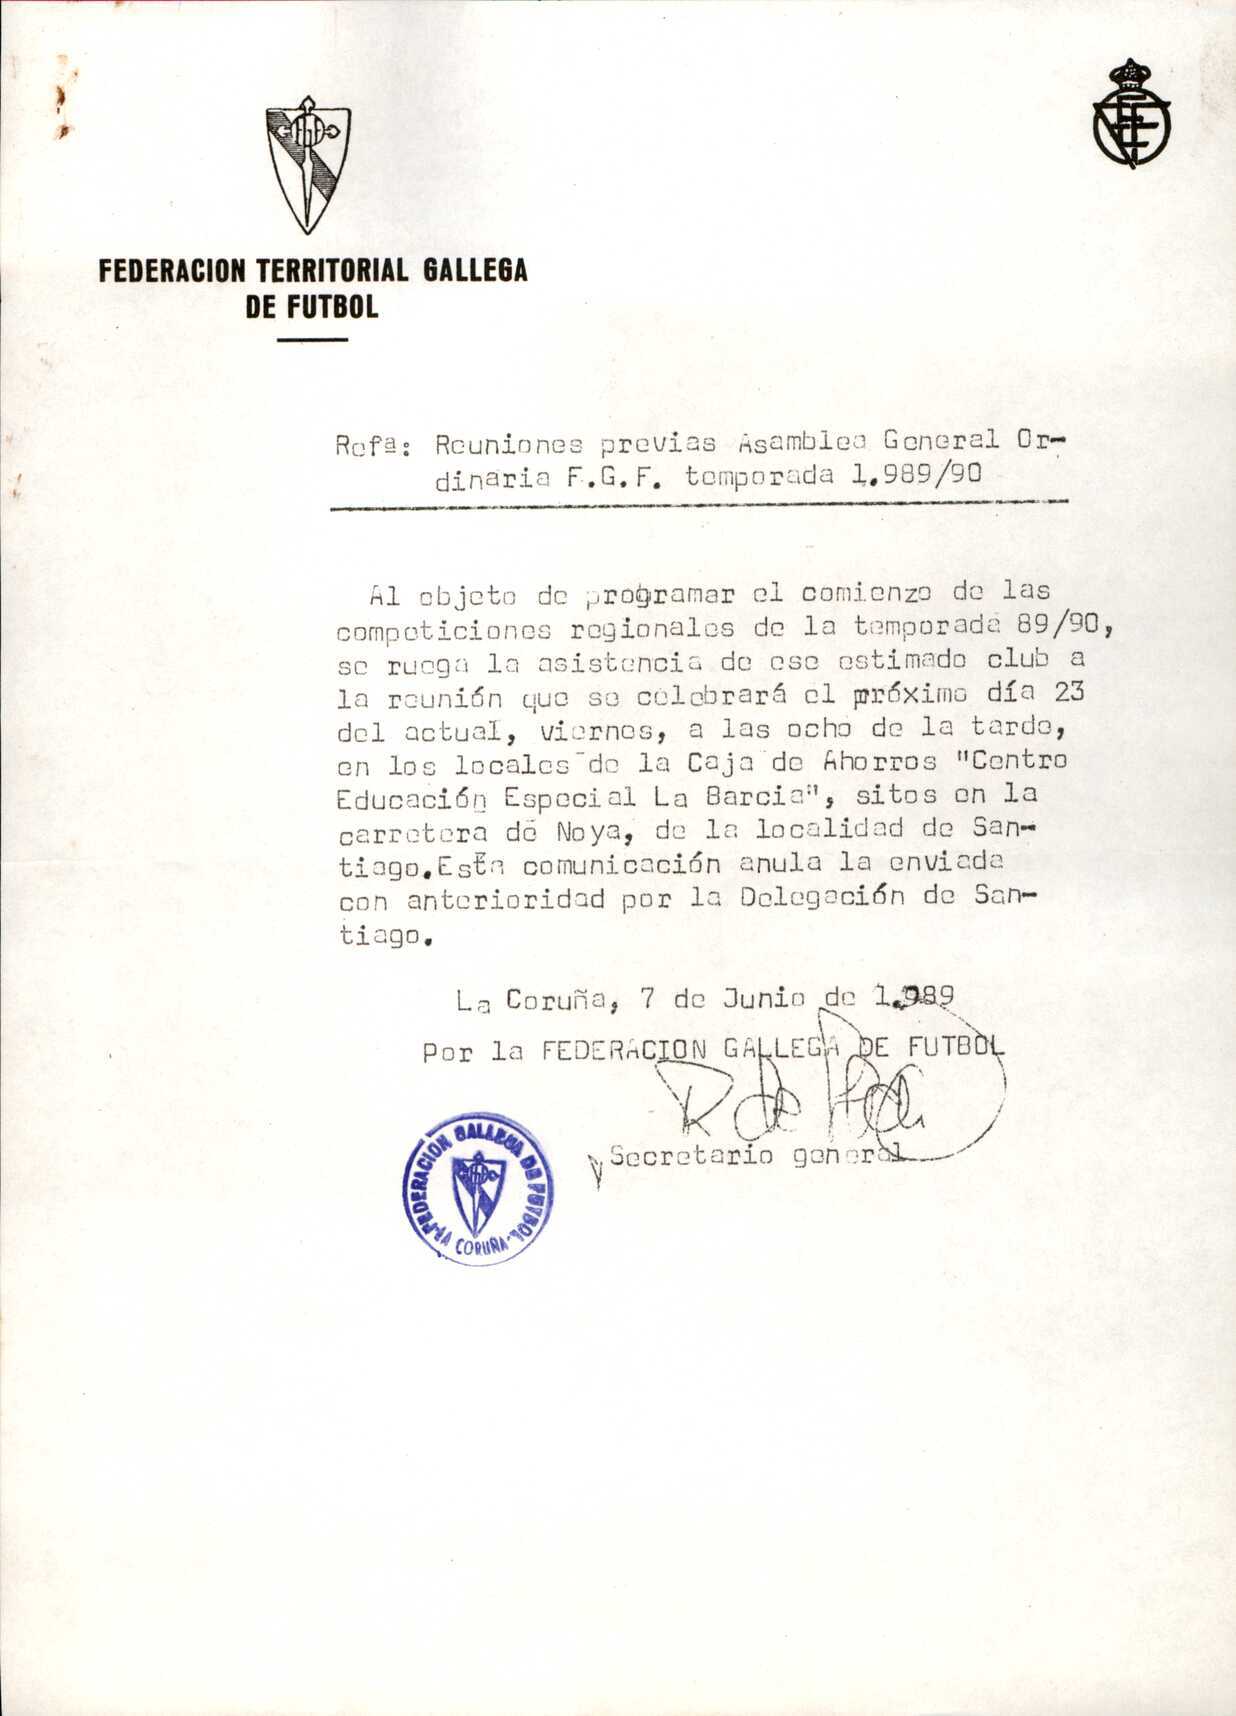 FEDERACION TERRITORIAL GALLEGA
DE FUTBOL
Refª: Reuniones previas Asamblea General Or-
dinaria F.G.F. temporada 1.989/90
Al objeto de programar el comienzo de las
competiciones regionales de la temporada 89/90,
se ruega la asistencia de ese estimado club a
la reunión que se celebrará el próximo día 23
del actual, viernes, a las ocho de la tarde,
en los locales de la Caja de Ahorros "Centro
Educación Especial La Barcia", sitos en la
carretera de Noya, de la localidad de San-
tiago.Esta comunicación anula la enviada
con anterioridad por la Delegación de San-
tiago.
La Coruña, 7 de Junio de 1.989
Por la FEDERACION GALLEGA DE FUTBOL
Secretario general
FEDERACIÓN GALLEGA DE FUTBOL
LA CORUÑA